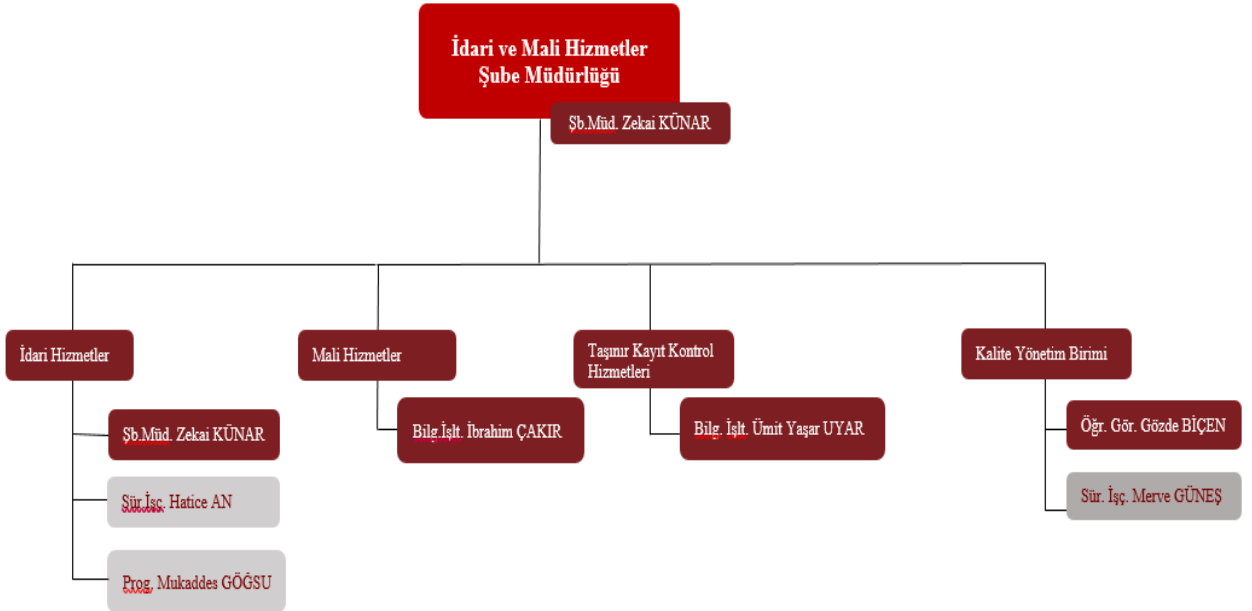 İdari ve Mali Hizmetler
Şube Müdürlüğü
Şb.Müd. Zekai KÜNAR
İdari Hizmetler
Mali Hizmetler
Taşınır Kayıt Kontrol
Hizmetleri
Kalite Yönetim Birimi
Şb.Müd. Zekai KÜNAR
Sür.İşç. Hatice AN
Prog. Mukaddes GÖĞSU
Bilg.İşlt. İbrahim ÇAKIR
Bilg. İşlt. Ümit Yaşar UYAR
Öğr. Gör. Gözde BİÇEN
Sür. İşç. Merve GÜNEŞ